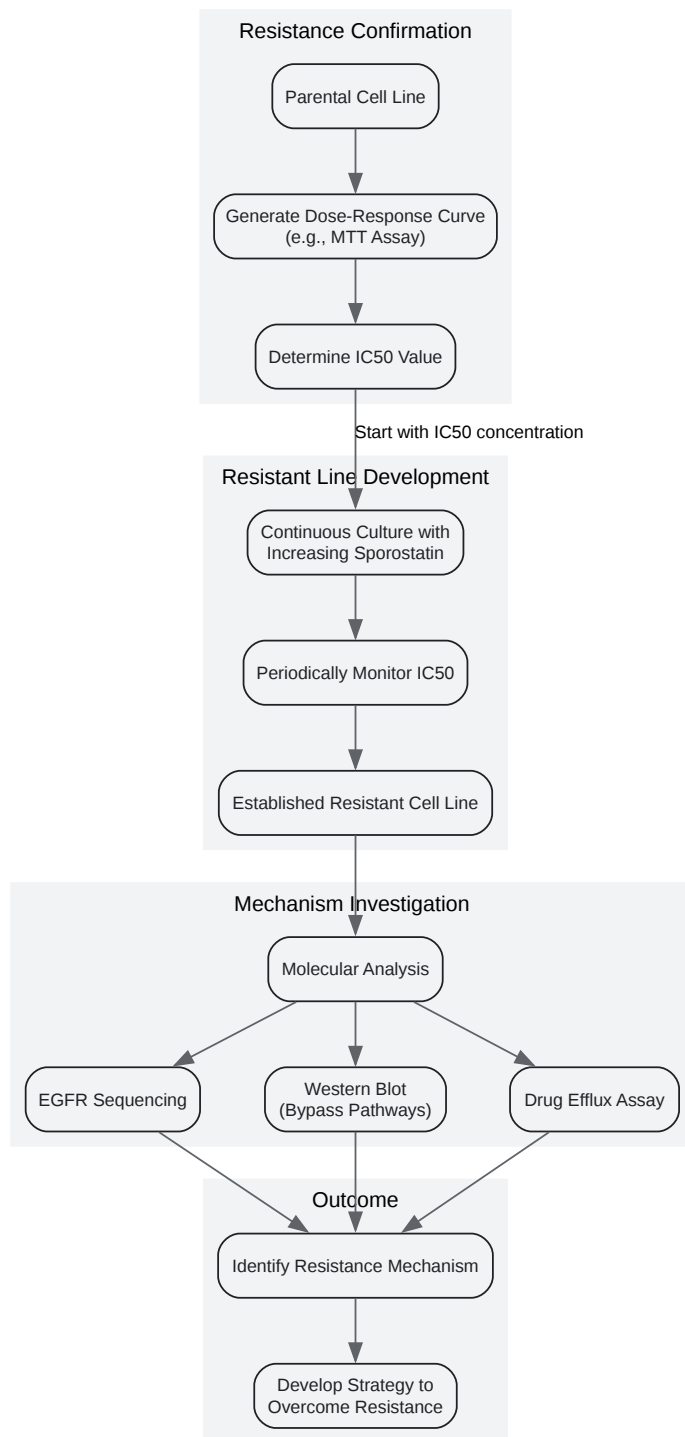 Resistance Confirmation
Parental Cell Line
Generate Dose-Response Curve
(e.g., MTT Assay)
Determine IC50 Value
Start with IC50 concentration
Resistant Line Development
Continuous Culture with
Increasing Sporostatin
Periodically Monitor IC50
Established Resistant Cell Line
Mechanism Investigation
Molecular Analysis
EGFR Sequencing
Western Blot
(Bypass Pathways)
Drug Efflux Assay
Outcome
Identify Resistance Mechanism
Develop Strategy to
Overcome Resistance